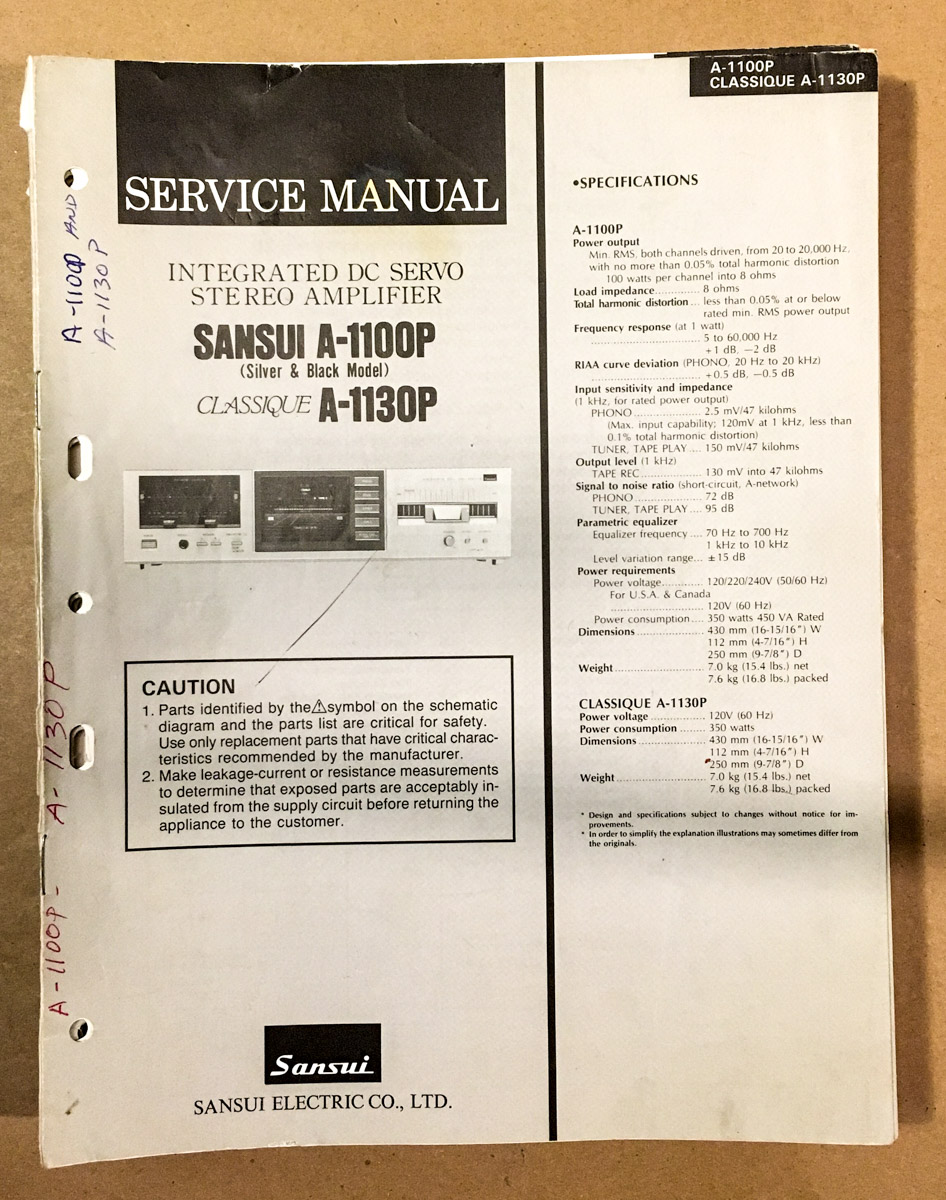 A-1100P
CLASSIQUE A-1130P
SERVICE MANUAL
INTEGRATED DC SERVO
STEREO AMPLIFIER
SANSUI A-1100P
(Silver & Black Model)
CLASSIQUE A-1130P
A-1100P AND
A-1130P
A-1100P - A-1130P
CAUTION
1. Parts identified by the⚠symbol on the schematic
diagram and the parts list are critical for safety.
Use only replacement parts that have critical charac-
teristics recommended by the manufacturer.
2. Make leakage-current or resistance measurements
to determine that exposed parts are acceptably in-
sulated from the supply circuit before returning the
appliance to the customer.
Sansui
SANSUI ELECTRIC CO., LTD.
•SPECIFICATIONS
A-1100P
Power output
Min. RMS, both channels driven, from 20 to 20,000 Hz,
with no more than 0.05% total harmonic distortion
100 watts per channel into 8 ohms
Load impedance............. 8 ohms
Total harmonic distortion... less than 0.05% at or below
rated min. RMS power output
Frequency response (at 1 watt)
............................ 5 to 60,000 Hz
+1 dB, −2 dB
RIAA curve deviation (PHONO, 20 Hz to 20 kHz)
............................ +0.5 dB, −0.5 dB
Input sensitivity and impedance
(1 kHz, for rated power output)
PHONO................. 2.5 mV/47 kilohms
(Max. input capability; 120mV at 1 kHz, less than
0.1% total harmonic distortion)
TUNER, TAPE PLAY.... 150 mV/47 kilohms
Output level (1 kHz)
TAPE REC................ 130 mV into 47 kilohms
Signal to noise ratio (short-circuit, A-network)
PHONO.................. 72 dB
TUNER, TAPE PLAY.... 95 dB
Parametric equalizer
Equalizer frequency.... 70 Hz to 700 Hz
1 kHz to 10 kHz
Level variation range... ±15 dB
Power requirements
Power voltage........... 120/220/240V (50/60 Hz)
For U.S.A. & Canada
........................ 120V (60 Hz)
Power consumption.... 350 watts 450 VA Rated
Dimensions.................. 430 mm (16-15/16") W
112 mm (4-7/16") H
250 mm (9-7/8") D
Weight........................ 7.0 kg (15.4 lbs.) net
7.6 kg (16.8 lbs.) packed
CLASSIQUE A-1130P
Power voltage............... 120V (60 Hz)
Power consumption........ 350 watts
Dimensions.................. 430 mm (16-15/16") W
112 mm (4-7/16") H
250 mm (9-7/8") D
Weight........................ 7.0 kg (15.4 lbs.) net
7.6 kg (16.8 lbs.) packed
* Design and specifications subject to changes without notice for im-
provements.
* In order to simplify the explanation illustrations may sometimes differ from
the originals.